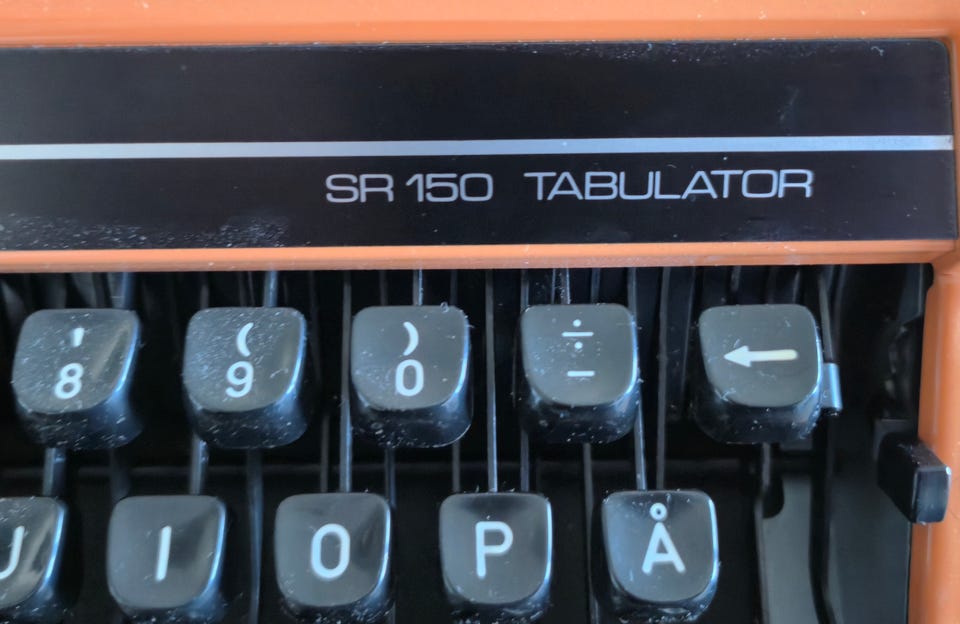 SR 150 TABULATOR
' ( ) ÷ ←
8 9 0 -
U I O P Å